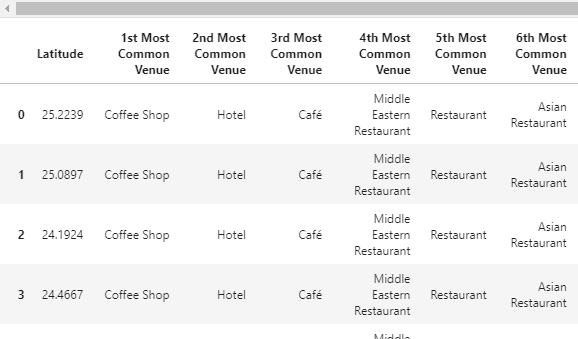 Latitude 1st Most Common Venue 2nd Most Common Venue 3rd Most Common Venue 4th Most Common Venue 5th Most Common Venue 6th Most Common Venue
0 25.2239 Coffee Shop Hotel Café Middle Eastern Restaurant Restaurant Asian Restaurant
1 25.0897 Coffee Shop Hotel Café Middle Eastern Restaurant Restaurant Asian Restaurant
2 24.1924 Coffee Shop Hotel Café Middle Eastern Restaurant Restaurant Asian Restaurant
3 24.4667 Coffee Shop Hotel Café Middle Eastern Restaurant Restaurant Asian Restaurant
Middle